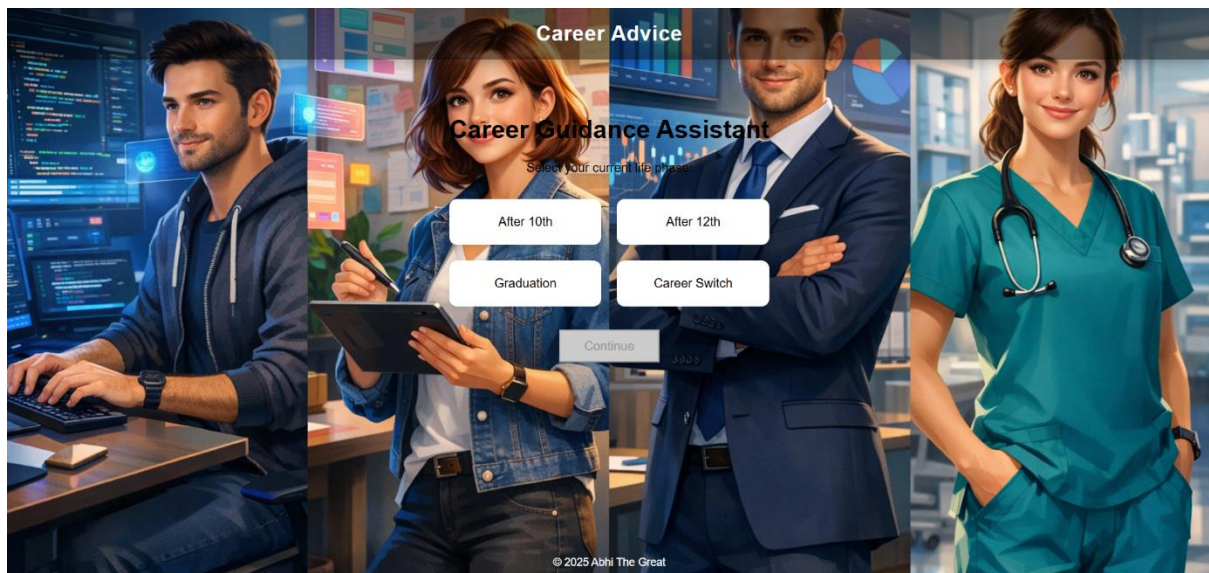 Career Advice
Career Guidance Assistant
Select your current life phase:
After 10th
After 12th
Graduation
Career Switch
Continue
© 2025 Abhi The Great